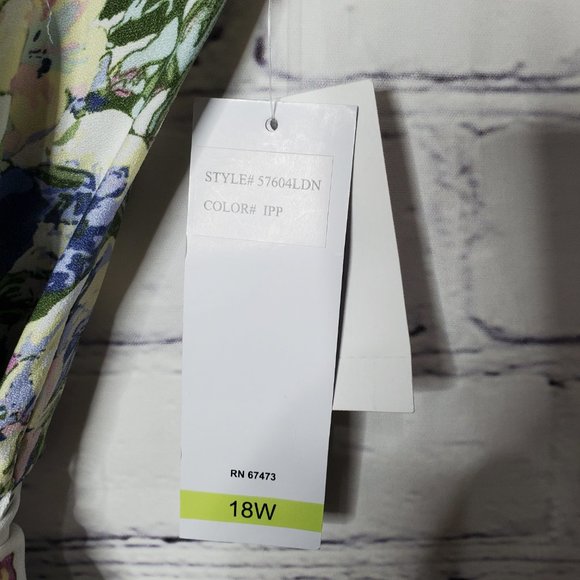 STYLE# 57604LDN
COLOR# IPP
RN 67473
18W